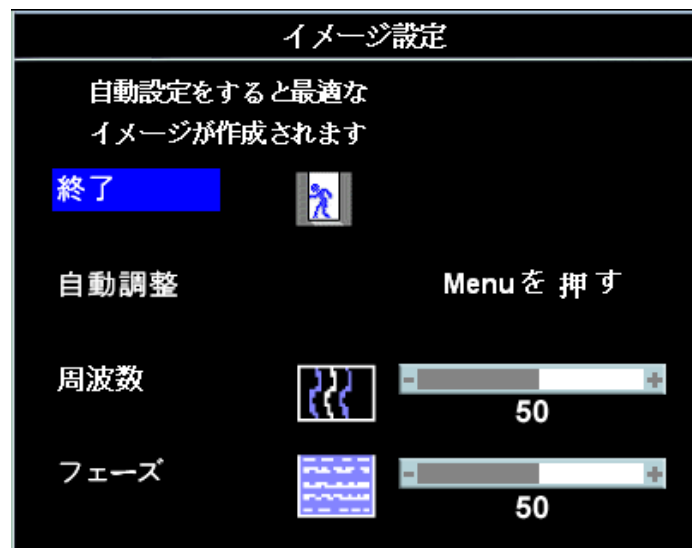 イメージ設定
自動設定をすると最適な
イメージが作成されます
終了
自動調整 Menuを押す
周波数 - +
50
フェーズ - +
50